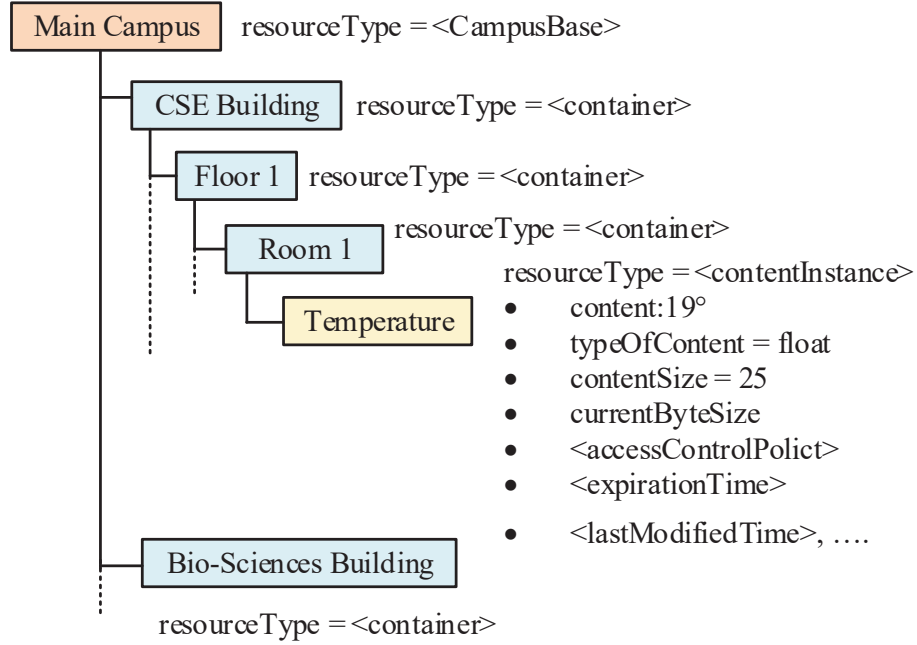 Main Campus resourceType = <CampusBase>
CSE Building resourceType = <container>
Floor 1 resourceType = <container>
Room 1 resourceType = <container>
resourceType = <contentInstance>
Temperature
• content:19°
• typeOfContent = float
• contentSize = 25
• currentByteSize
• <accessControlPolict>
• <expirationTime>
• <lastModifiedTime>, ….
Bio-Sciences Building
resourceType = <container>